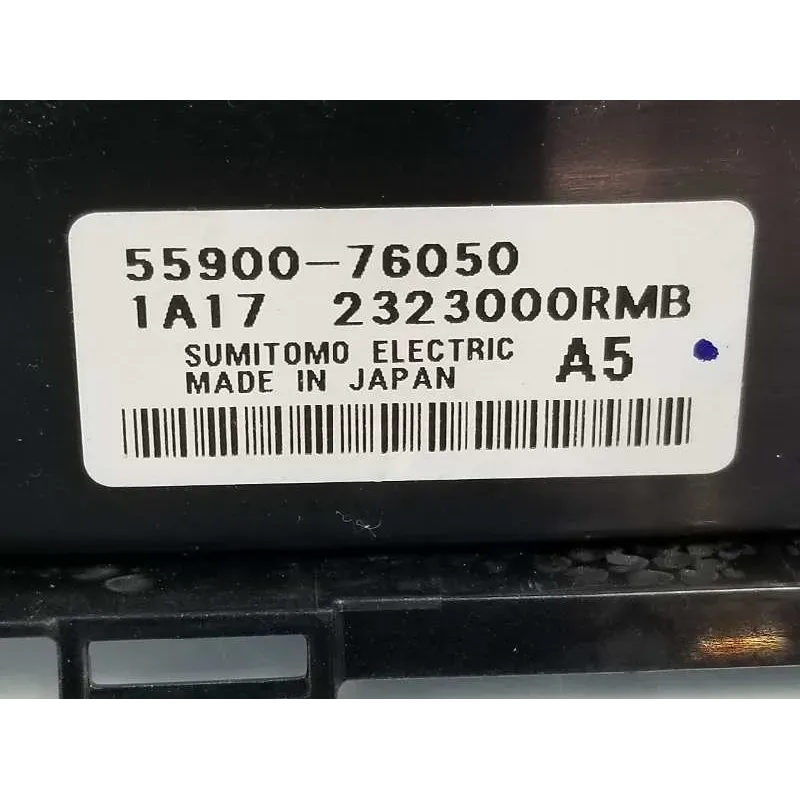 55900-76050
1A17 2323000RMB
SUMITOMO ELECTRIC A5
MADE IN JAPAN